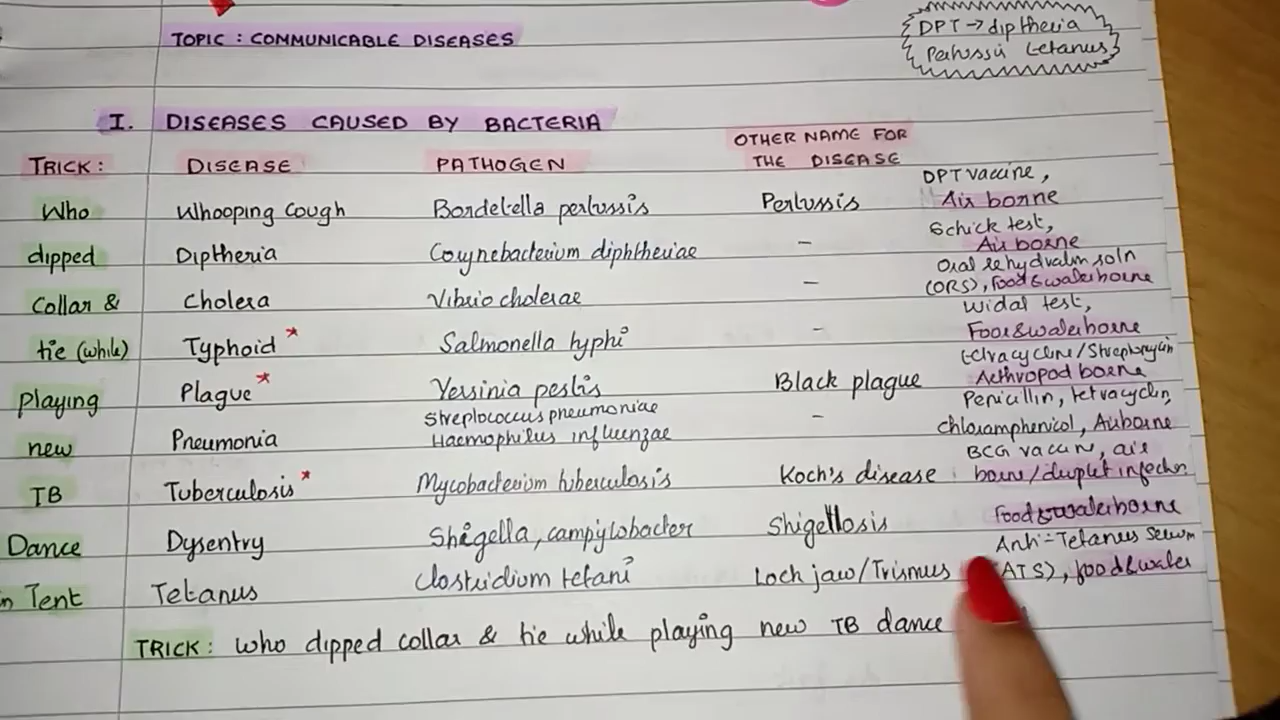 TOPIC : COMMUNICABLE DISEASES
DPT → diptheria
Pertussis tetanus
I. DISEASES CAUSED BY BACTERIA
TRICK : DISEASE PATHOGEN OTHER NAME FOR THE DISEASE
Who Whooping Cough Bordetella pertussis Pertussis DPT vaccine, Air borne
dipped Diptheria Corynebacterium diphtheriae - Schick test, Air borne
Collar & Cholera Vibrio cholerae - Oral rehydratn soln (ORS), Food & waterborne
tie (while) Typhoid * Salmonella typhi - Widal test, Food & waterborne
Playing Plague * Yersinia pestis Black plague tetracycline/Streptomycin Arthropod borne
new Pneumonia Streptococcus pneumoniae Haemophilus influenzae - Penicillin, tetracyclin, chloramphenicol, Airborne
TB Tuberculosis * Mycobacterium tuberculosis Koch's disease BCG vaccine, air borne/droplet infectn
Dance Dysentry Shigella, campylobacter Shigellosis Food & waterborne
in Tent Tetanus Clostridium tetani Loch jaw/Trismus Anti-Tetanus Serum (ATS), food & water
TRICK : who dipped collar & tie while playing new TB dance